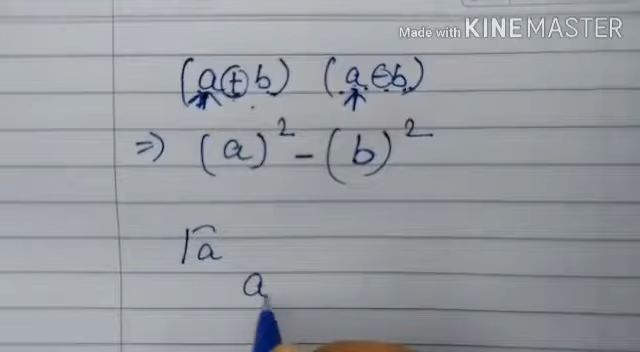 Made with KINEMASTER
(a+b) (a-b)
⇒ (a)² - (b)²
√a
a